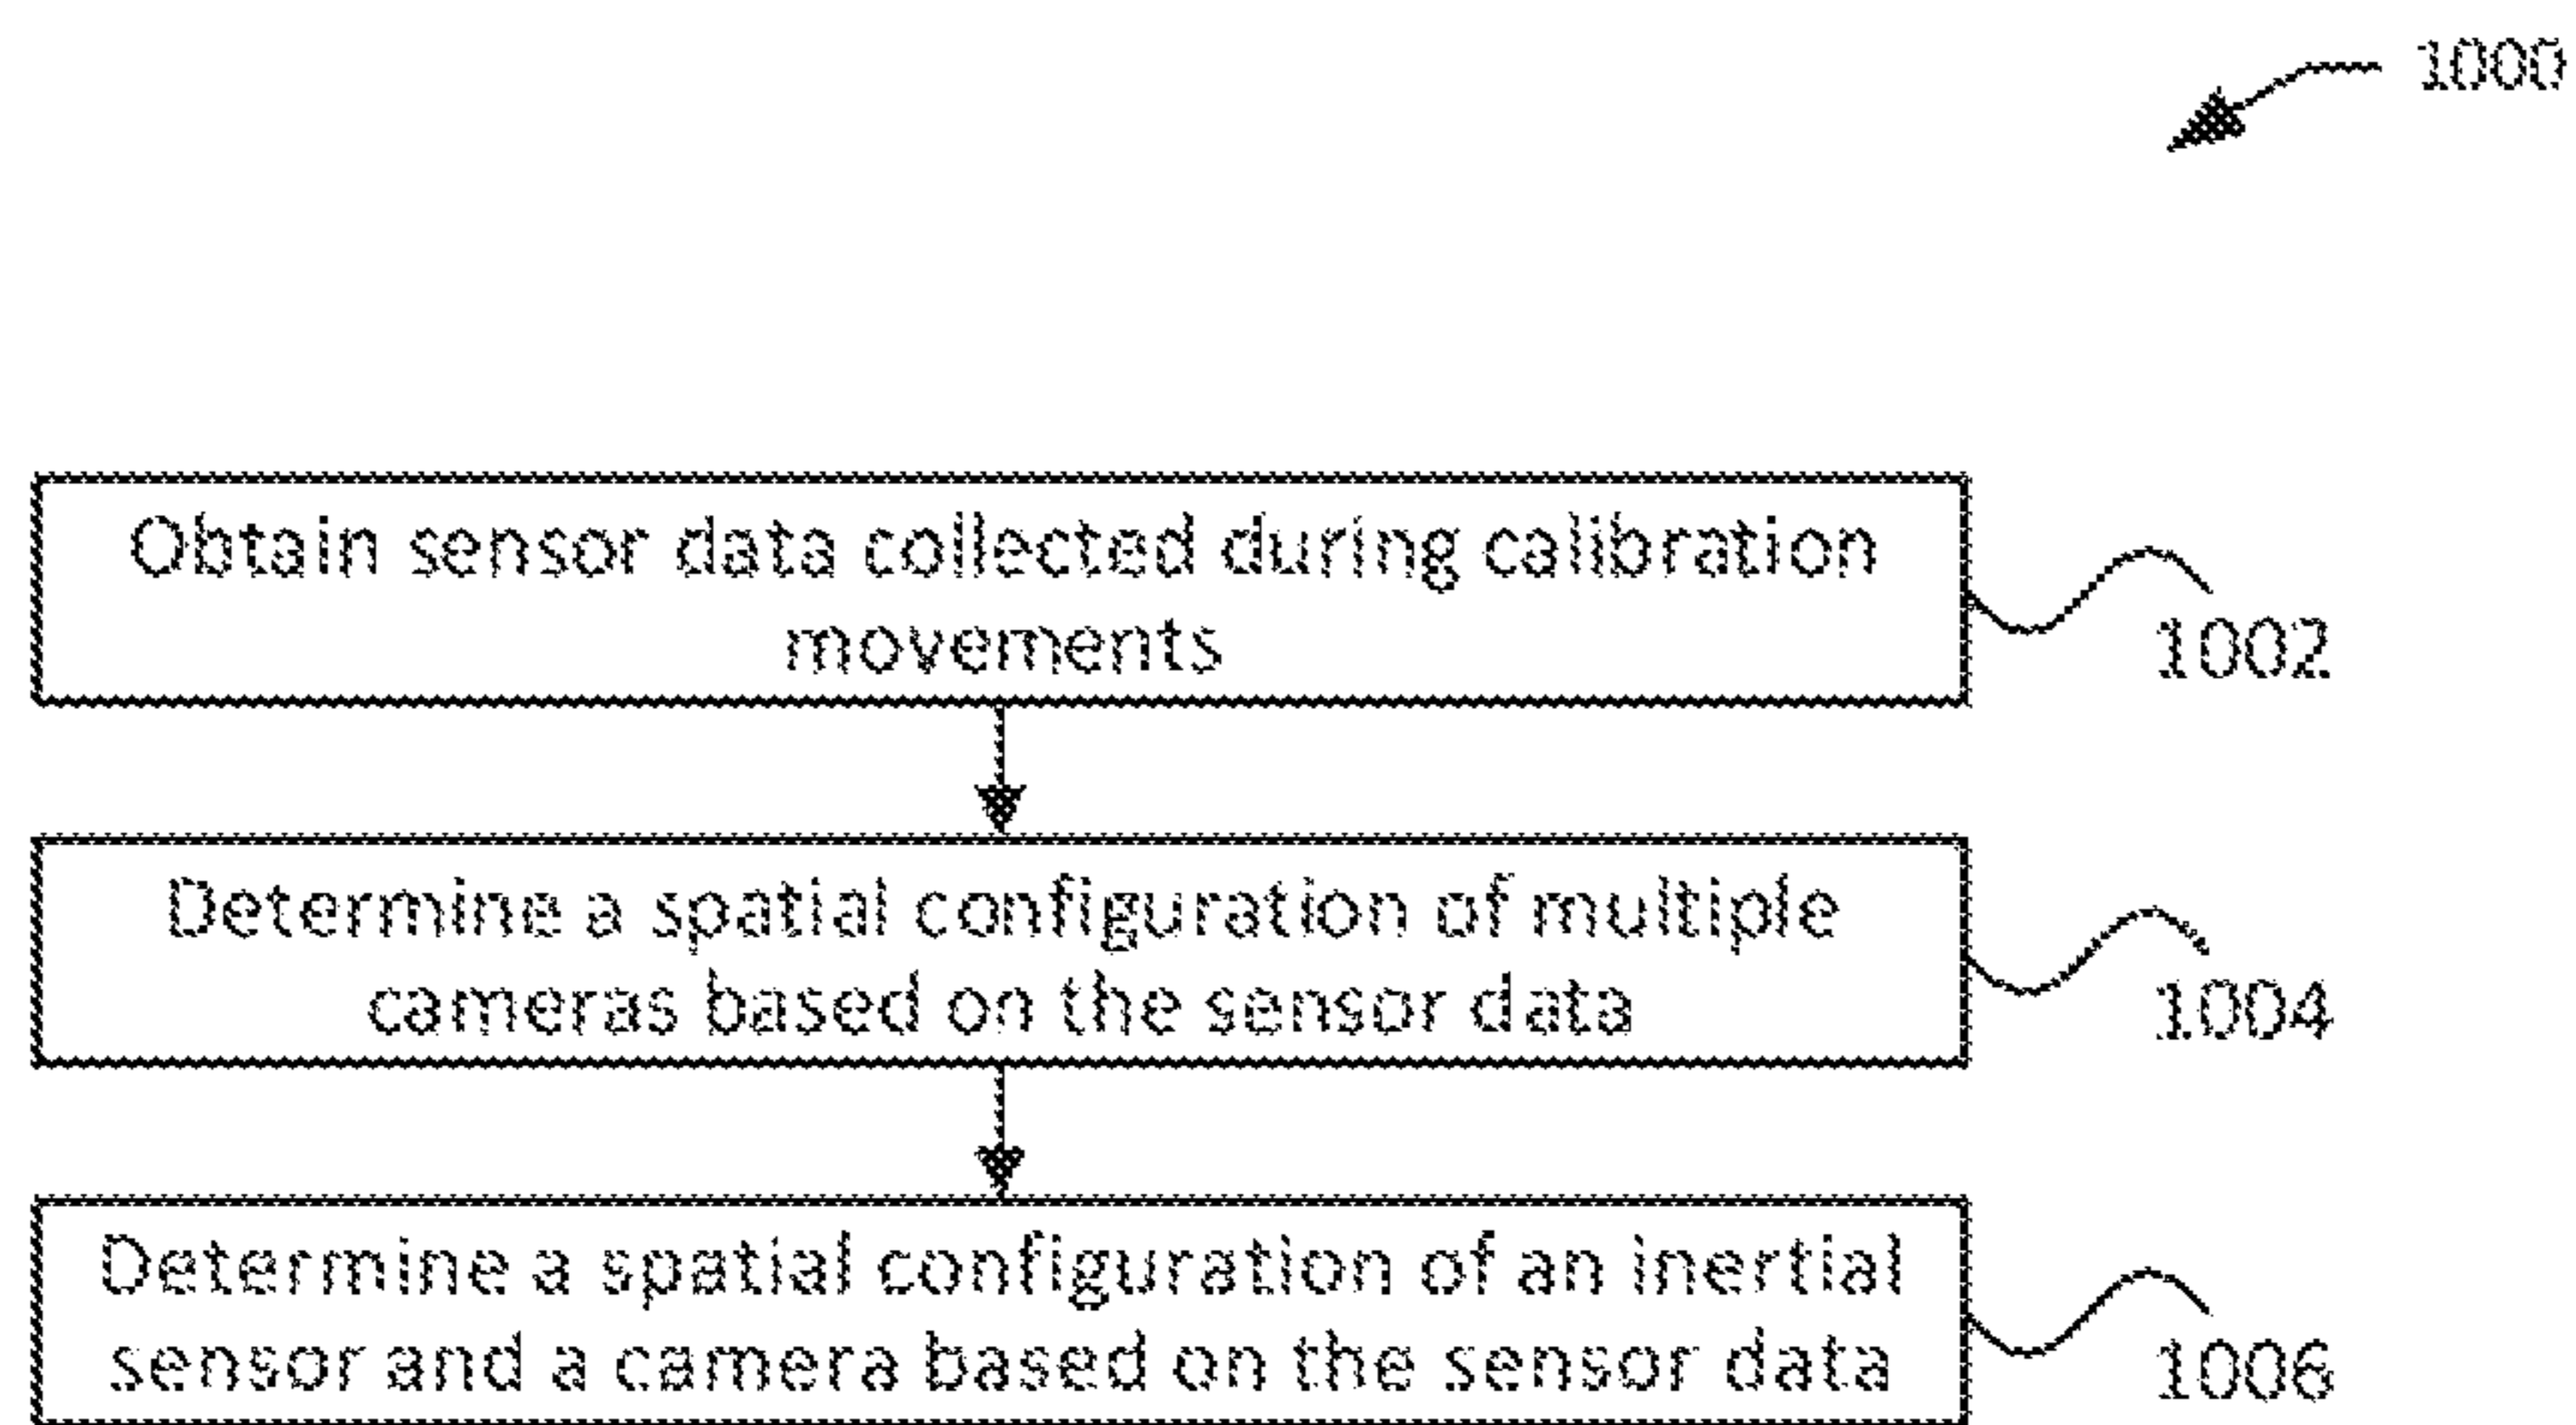 1000
Obtain sensor data collected during calibration
movements
1002
Determine a spatial configuration of multiple
cameras based on the sensor data
1004
Determine a spatial configuration of an inertial
sensor and a camera based on the sensor data
1006